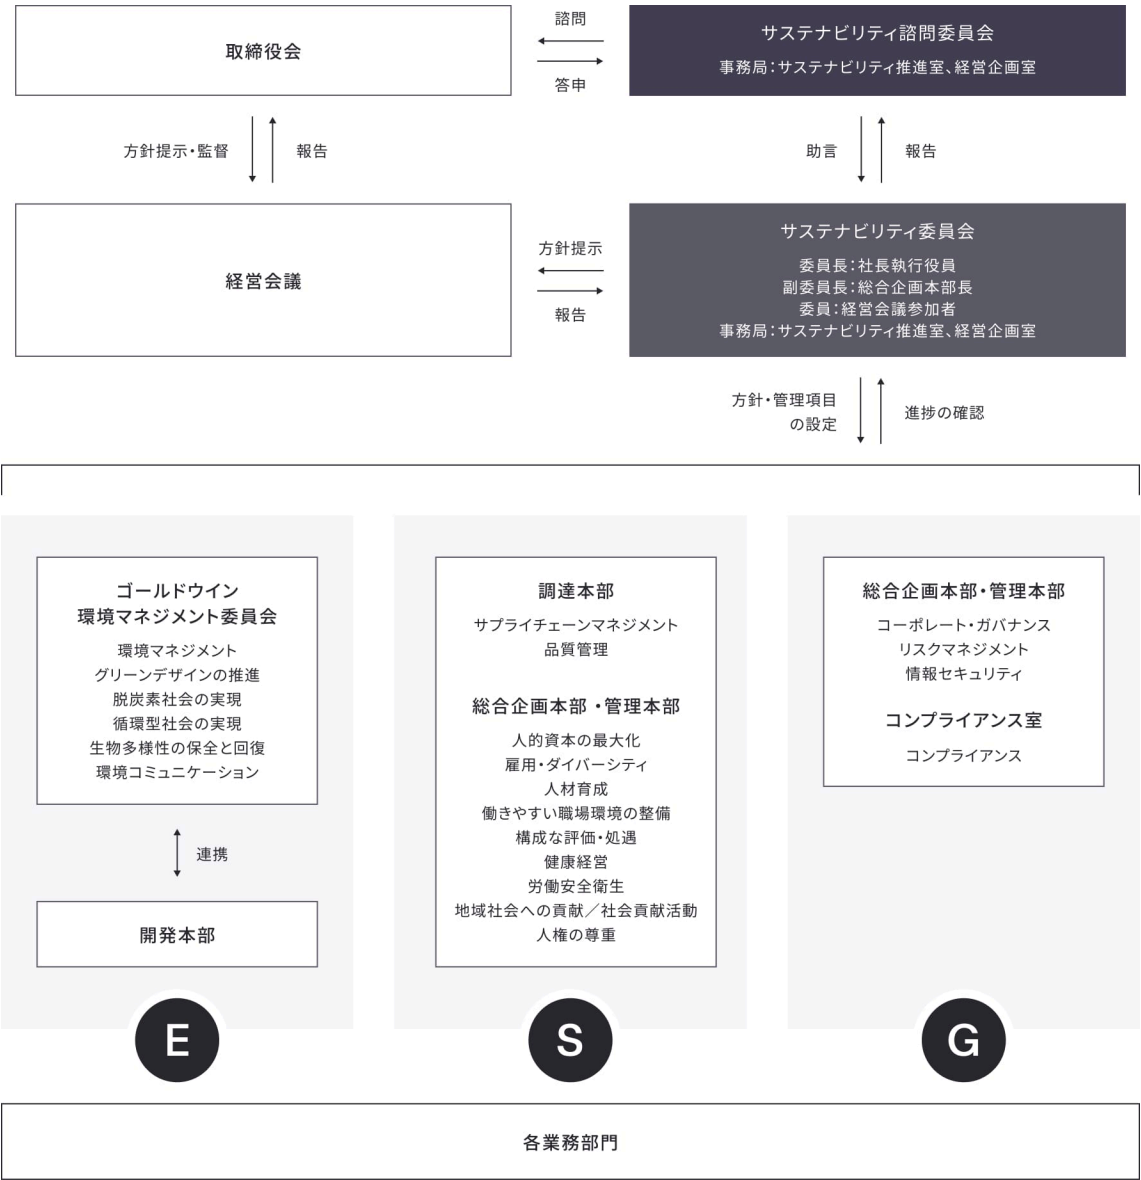 取締役会
諮問
答申
サステナビリティ諮問委員会
事務局：サステナビリティ推進室、経営企画室
方針提示・監督
報告
助言
報告
経営会議
方針提示
報告
サステナビリティ委員会
委員長：社長執行役員
副委員長：総合企画本部長
委員：経営会議参加者
事務局：サステナビリティ推進室、経営企画室
方針・管理項目
の設定
進捗の確認
ゴールドウイン
環境マネジメント委員会
環境マネジメント
グリーンデザインの推進
脱炭素社会の実現
循環型社会の実現
生物多様性の保全と回復
環境コミュニケーション
連携
開発本部
E
調達本部
サプライチェーンマネジメント
品質管理
総合企画本部・管理本部
人的資本の最大化
雇用・ダイバーシティ
人材育成
働きやすい職場環境の整備
構成な評価・処遇
健康経営
労働安全衛生
地域社会への貢献／社会貢献活動
人権の尊重
S
総合企画本部・管理本部
コーポレート・ガバナンス
リスクマネジメント
情報セキュリティ
コンプライアンス室
コンプライアンス
G
各業務部門